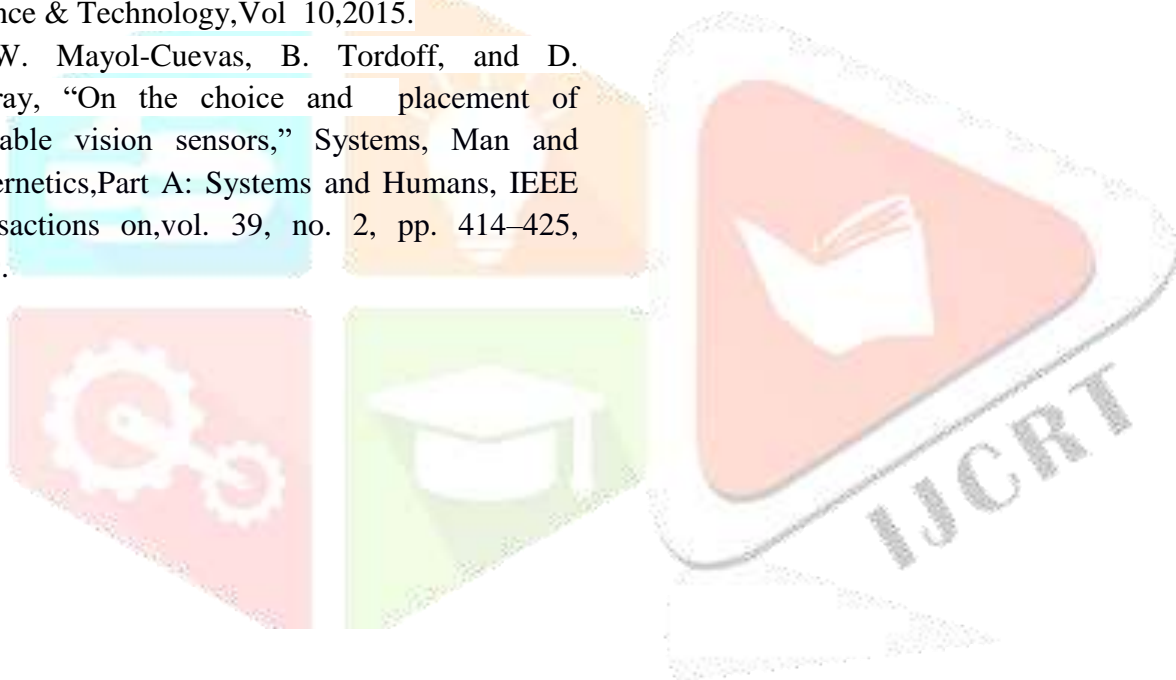 nce & Technology,Vol 10,2015.
W. Mayol-Cuevas, B. Tordoff, and D.
ray, “On the choice and placement of
able vision sensors,” Systems, Man and
ernetics,Part A: Systems and Humans, IEEE
sactions on,vol. 39, no. 2, pp. 414–425,
.
IJCRT